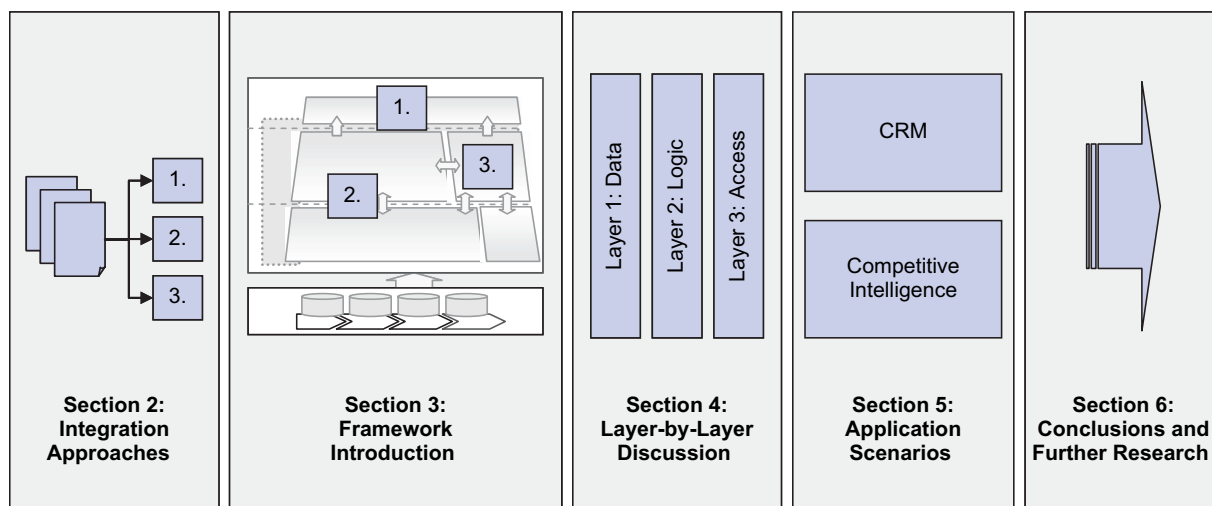 1.
2.
3.
Section 2:
Integration
Approaches
1.
2.
3.
Section 3:
Framework
Introduction
Layer 1: Data
Layer 2: Logic
Layer 3: Access
Section 4:
Layer-by-Layer
Discussion
CRM
Competitive
Intelligence
Section 5:
Application
Scenarios
Section 6:
Conclusions and
Further Research